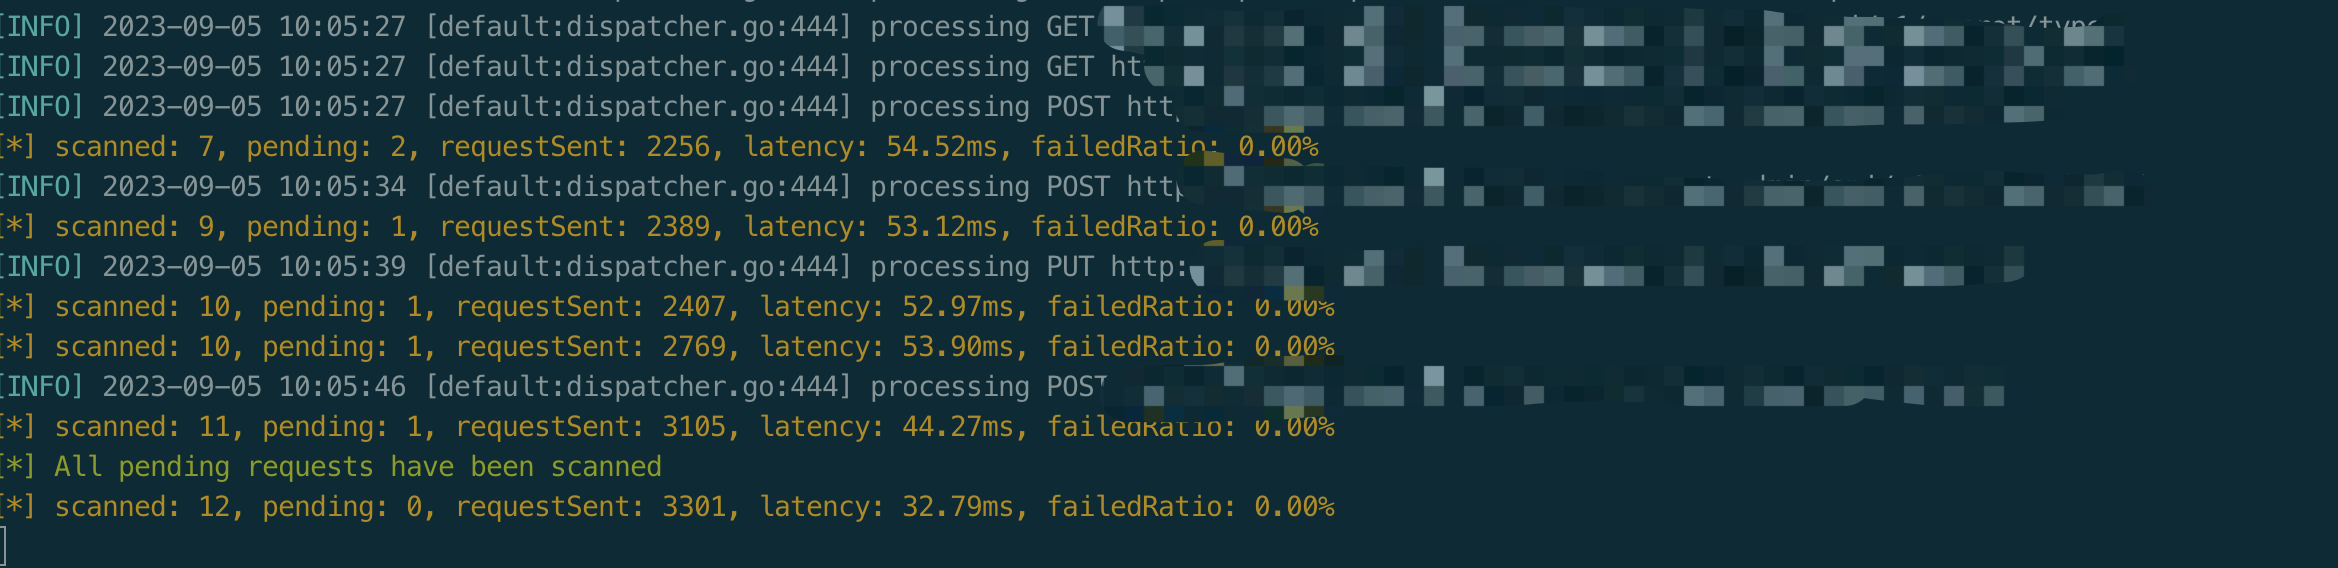 [INFO] 2023-09-05 10:05:27 [default:dispatcher.go:444] processing GET
[INFO] 2023-09-05 10:05:27 [default:dispatcher.go:444] processing GET ht
[INFO] 2023-09-05 10:05:27 [default:dispatcher.go:444] processing POST htt
[*] scanned: 7, pending: 2, requestSent: 2256, latency: 54.52ms, failedRatio: 0.00%
[INFO] 2023-09-05 10:05:34 [default:dispatcher.go:444] processing POST http
[*] scanned: 9, pending: 1, requestSent: 2389, latency: 53.12ms, failedRatio: 0.00%
[INFO] 2023-09-05 10:05:39 [default:dispatcher.go:444] processing PUT http:
[*] scanned: 10, pending: 1, requestSent: 2407, latency: 52.97ms, failedRatio: 0.00%
[*] scanned: 10, pending: 1, requestSent: 2769, latency: 53.90ms, failedRatio: 0.00%
[INFO] 2023-09-05 10:05:46 [default:dispatcher.go:444] processing POST
[*] scanned: 11, pending: 1, requestSent: 3105, latency: 44.27ms, failedRatio: 0.00%
[*] All pending requests have been scanned
[*] scanned: 12, pending: 0, requestSent: 3301, latency: 32.79ms, failedRatio: 0.00%